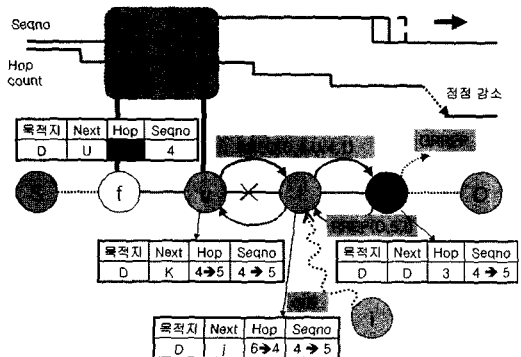 Seqno
Hop
count
점점 감소
목적지 Next Hop Seqno
D U 4
GRREP
f
D
목적지 Next Hop Seqno
D K 4→5 4→5
목적지 Next Hop Seqno
D D 3 4→5
i
목적지 Next Hop Seqno
D j 6→4 4→5